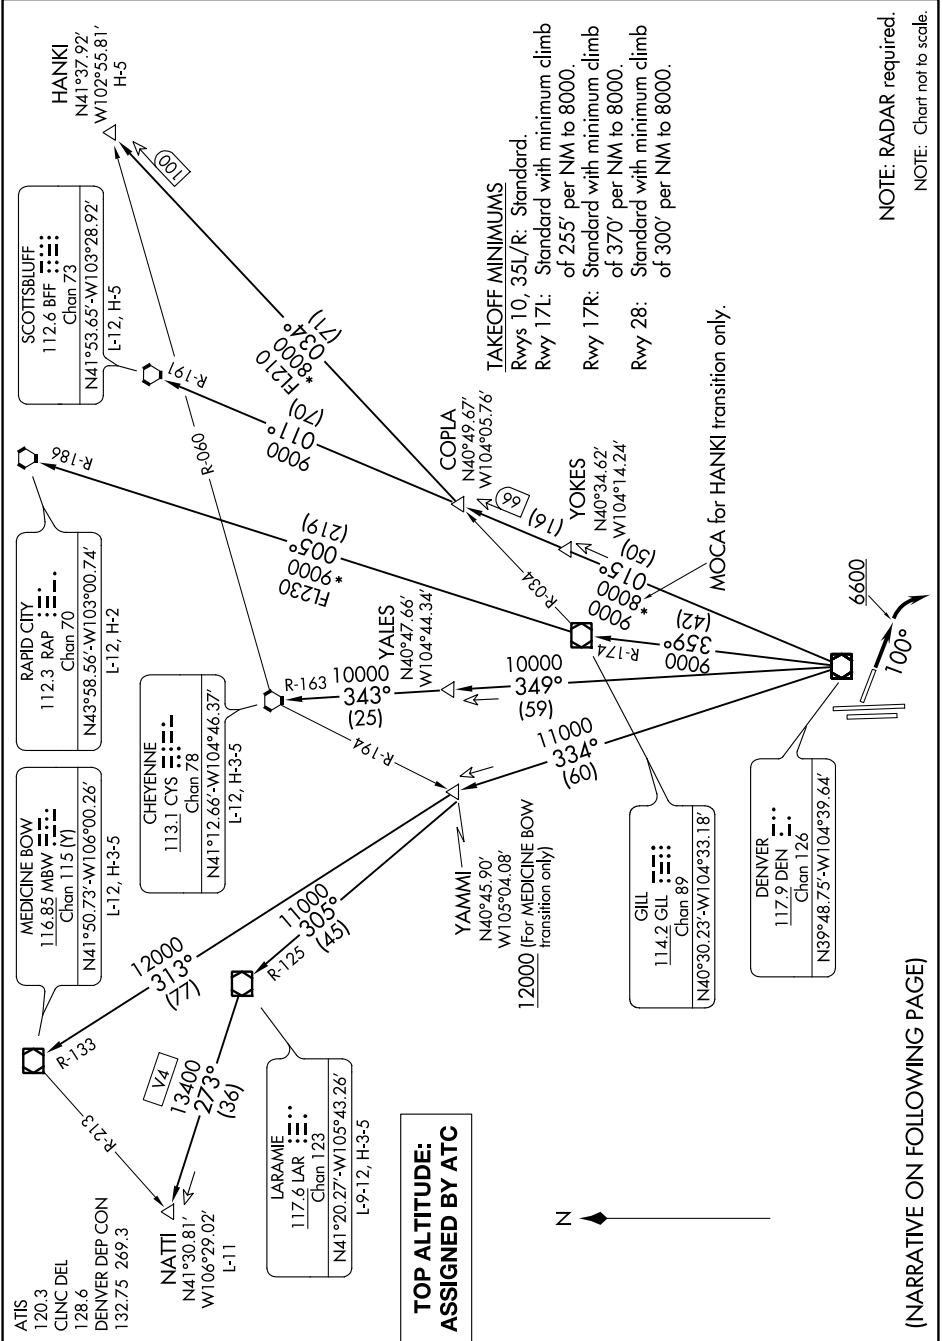 ATIS
120.3
CLNC DEL
128.6
DENVER DEP CON
132.75 269.3
MEDICINE BOW
116.85 MBW
Chan 115 (Y)
N41°50.73'-W106°00.26'
L-12, H-3-5
RAPID CITY
112.3 RAP
Chan 70
N43°58.56'-W103°00.74'
L-12, H-2
SCOTTSBLUFF
112.6 BFF
Chan 73
N41°53.65'-W103°28.92'
L-12, H-5
HANKI
N41°37.92'
W102°55.81'
H-5
100
R-133
R-213
R-186
R-191
R-060
CHEYENNE
113.1 CYS
Chan 78
N41°12.66'-W104°46.37'
L-12, H-3-5
NATTI
N41°30.81'
W106°29.02'
L-11
V4
13400
273°
(36)
12000
313°
(77)
11000
305°
(45)
R-125
R-194
R-163
10000
343°
(25)
YALES
N40°47.66'
W104°44.34'
FL230
*9000
005°
(219)
9000
011°
(70)
FL210
*8000
034°
(71)
LARAMIE
117.6 LAR
Chan 123
N41°20.27'-W105°43.26'
L-9-12, H-3-5
YAMMI
N40°45.90'
W105°04.08'
12000 (For MEDICINE BOW
transition only)
COPLA
N40°49.67'
W104°05.76'
66
(16)
R-034
YOKES
N40°34.62'
W104°14.24'
TAKEOFF MINIMUMS
Rwys 10, 35L/R: Standard.
Rwy 17L: Standard with minimum climb
of 255' per NM to 8000.
Rwy 17R: Standard with minimum climb
of 370' per NM to 8000.
Rwy 28: Standard with minimum climb
of 300' per NM to 8000.
11000
334°
(60)
10000
349°
(59)
R-174
9000
359°
(42)
9000
*8000
015°
(50)
MOCA for HANKI transition only.
GILL
114.2 GLL
Chan 89
N40°30.23'-W104°33.18'
DENVER
117.9 DEN
Chan 126
N39°48.75'-W104°39.64'
6600
100°
TOP ALTITUDE:
ASSIGNED BY ATC
N
NOTE: RADAR required.
NOTE: Chart not to scale.
(NARRATIVE ON FOLLOWING PAGE)